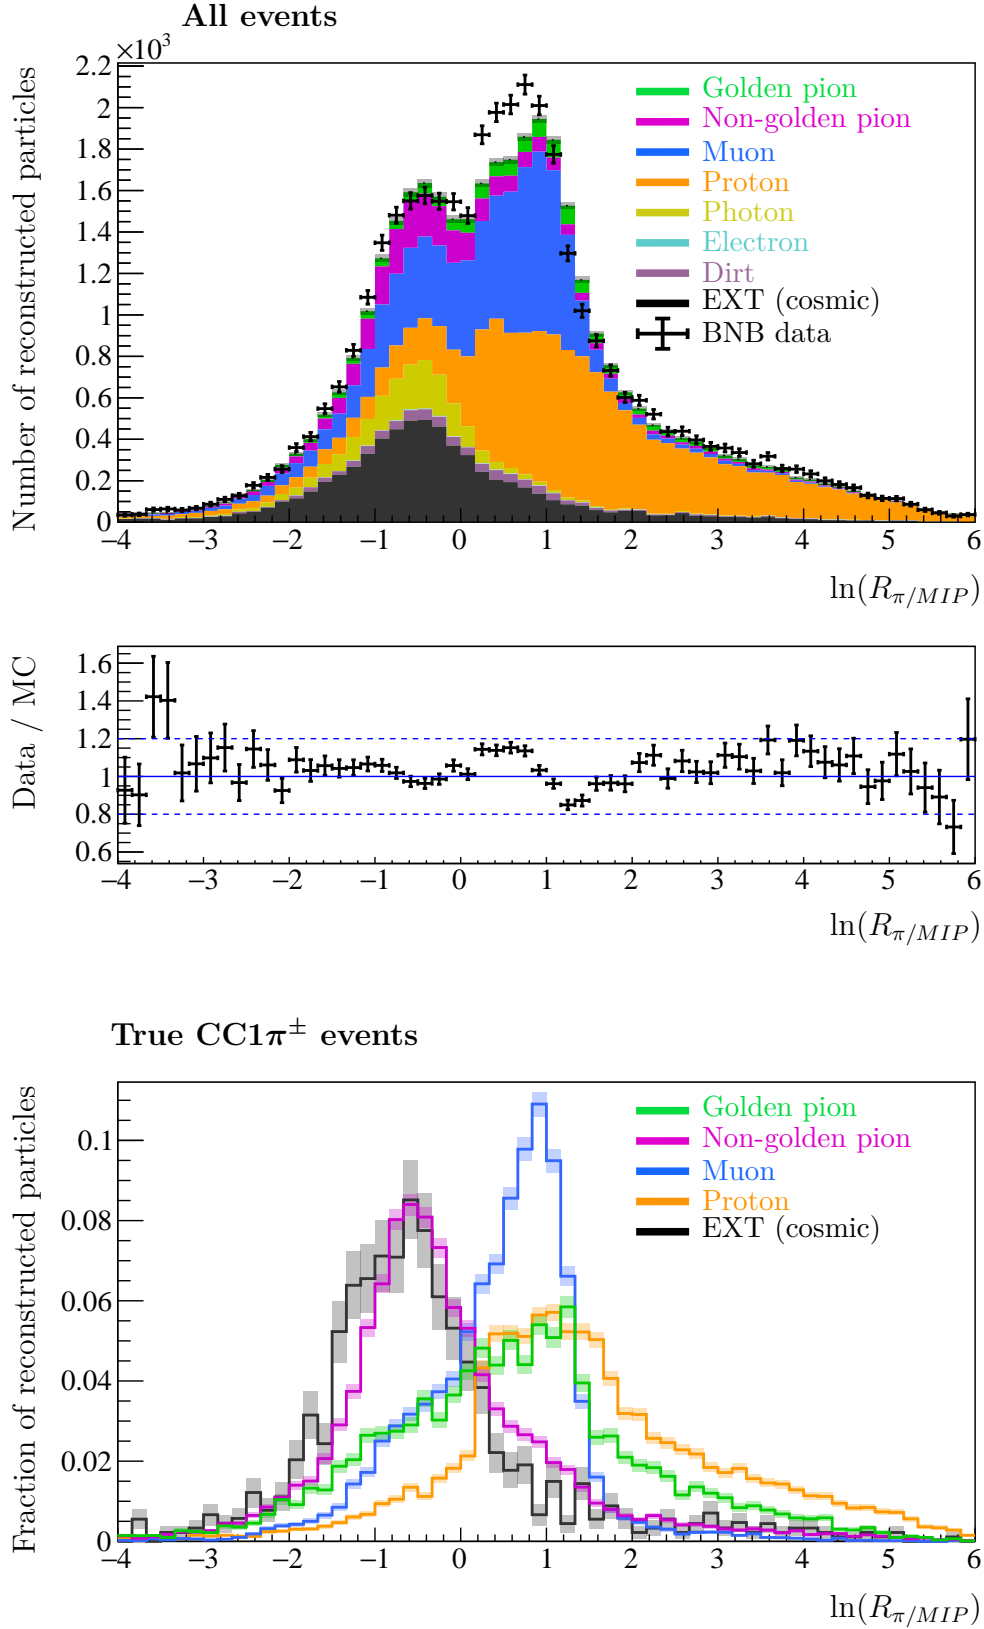 All events
×10³
2.2
2
1.8
1.6
1.4
1.2
1
0.8
0.6
0.4
0.2
0
Number of reconstructed particles
Golden pion
Non-golden pion
Muon
Proton
Photon
Electron
Dirt
EXT (cosmic)
BNB data
−4 −3 −2 −1 0 1 2 3 4 5 6
ln(R_{π/MIP})
1.6
1.4
1.2
1
0.8
0.6
Data / MC
−4 −3 −2 −1 0 1 2 3 4 5 6
ln(R_{π/MIP})
True CC1π± events
0.1
0.08
0.06
0.04
0.02
0
Fraction of reconstructed particles
Golden pion
Non-golden pion
Muon
Proton
EXT (cosmic)
−4 −3 −2 −1 0 1 2 3 4 5 6
ln(R_{π/MIP})